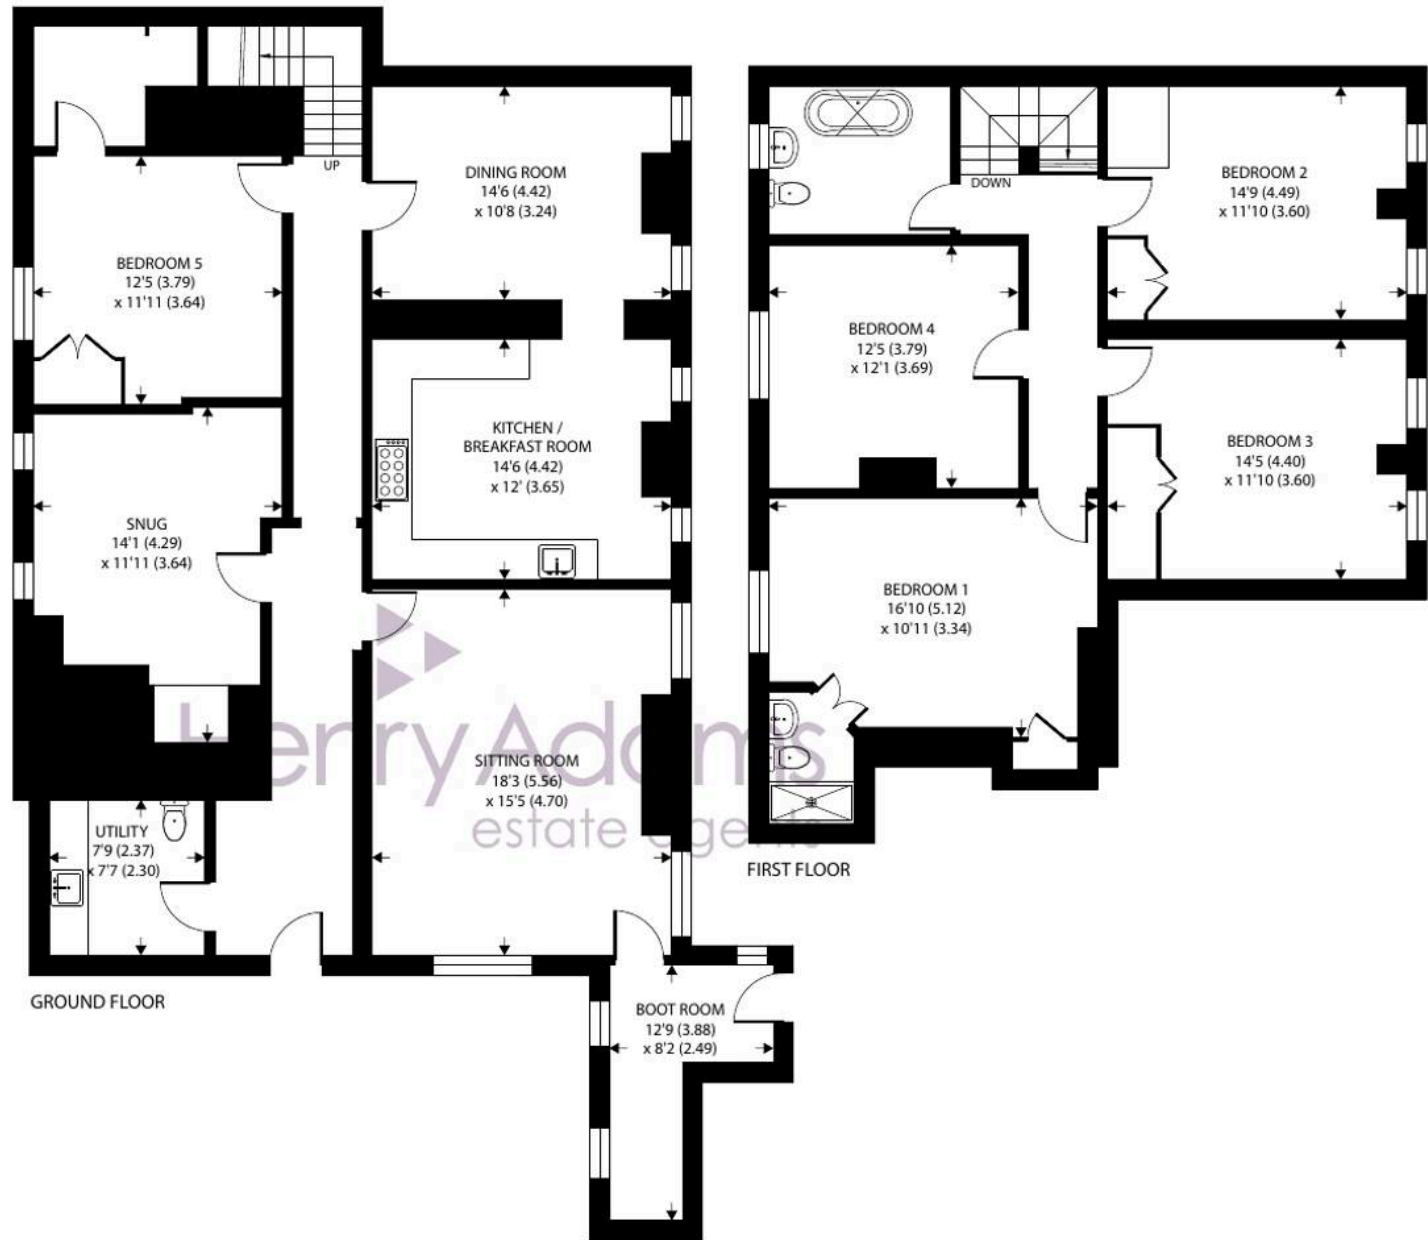 UP
DINING ROOM
14'6 (4.42)
x 10'8 (3.24)
BEDROOM 5
12'5 (3.79)
x 11'11 (3.64)
KITCHEN /
BREAKFAST ROOM
14'6 (4.42)
x 12' (3.65)
SNUG
14'1 (4.29)
x 11'11 (3.64)
SITTING ROOM
18'3 (5.56)
x 15'5 (4.70)
UTILITY
7'9 (2.37)
x 7'7 (2.30)
BOOT ROOM
12'9 (3.88)
x 8'2 (2.49)
GROUND FLOOR
DOWN
BEDROOM 2
14'9 (4.49)
x 11'10 (3.60)
BEDROOM 4
12'5 (3.79)
x 12'1 (3.69)
BEDROOM 3
14'5 (4.40)
x 11'10 (3.60)
BEDROOM 1
16'10 (5.12)
x 10'11 (3.34)
FIRST FLOOR
Henry Adams
estate agents